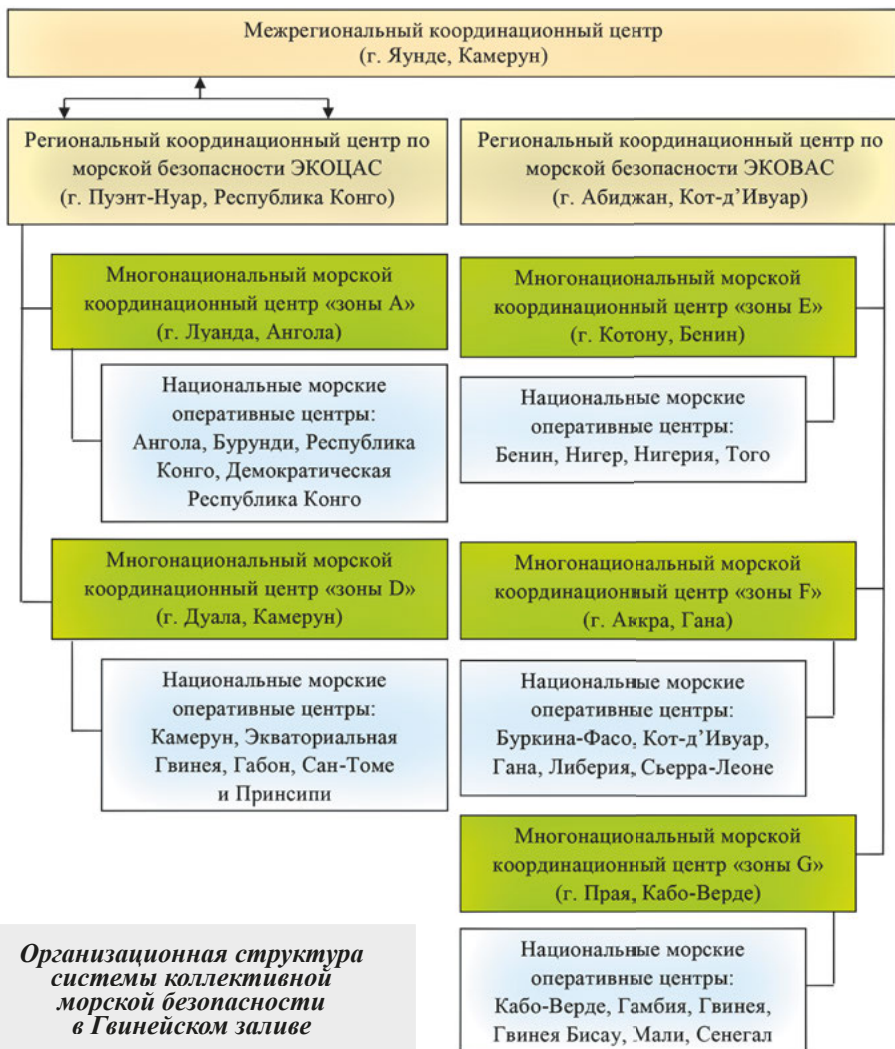 Межрегиональный координационный центр
(г. Яунде, Камерун)
Региональный координационный центр по
морской безопасности ЭКОЦАС
(г. Пуэнт-Нуар, Республика Конго)
Региональный координационный центр по
морской безопасности ЭКОВАС
(г. Абиджан, Кот-д’Ивуар)
Многонациональный морской
координационный центр «зоны A»
(г. Луанда, Ангола)
Национальные морские
оперативные центры:
Ангола, Бурунди, Республика
Конго, Демократическая
Республика Конго
Многонациональный морской
координационный центр «зоны D»
(г. Дуала, Камерун)
Национальные морские
оперативные центры:
Камерун, Экваториальная
Гвинея, Габон, Сан-Томе
и Принсипи
Многонациональный морской
координационный центр «зоны E»
(г. Котону, Бенин)
Национальные морские
оперативные центры:
Бенин, Нигер, Нигерия, Того
Многонациональный морской
координационный центр «зоны F»
(г. Аккра, Гана)
Национальные морские
оперативные центры:
Буркина-Фасо, Кот-д’Ивуар,
Гана, Либерия, Сьерра-Леоне
Многонациональный морской
координационный центр «зоны G»
(г. Прая, Кабо-Верде)
Национальные морские
оперативные центры:
Кабо-Верде, Гамбия, Гвинея,
Гвинея Бисау, Мали, Сенегал
Организационная структура
системы коллективной
морской безопасности
в Гвинейском заливе